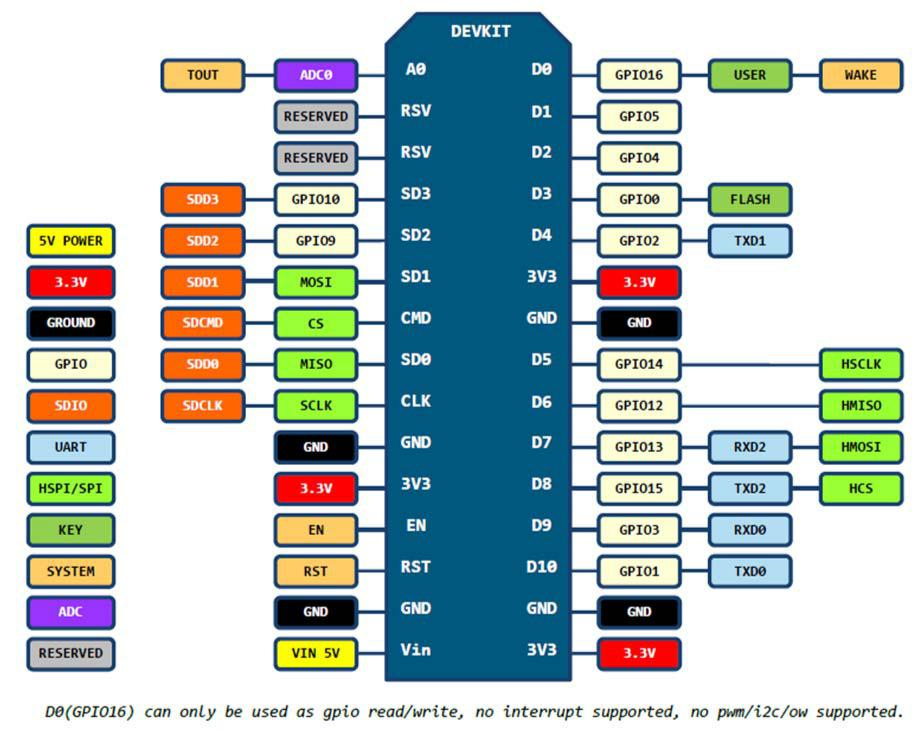 DEVKIT
TOUT ADC0 A0 D0 GPIO16 USER WAKE
RESERVED RSV D1 GPIO5
RESERVED RSV D2 GPIO4
SDD3 GPIO10 SD3 D3 GPIO0 FLASH
5V POWER SDD2 GPIO9 SD2 D4 GPIO2 TXD1
3.3V SDD1 MOSI SD1 3V3 3.3V
GROUND SDCMD CS CMD GND GND
GPIO SDD0 MISO SD0 D5 GPIO14 HSCLK
SDIO SDCLK SCLK CLK D6 GPIO12 HMISO
UART GND GND D7 GPIO13 RXD2 HMOSI
HSPI/SPI 3.3V 3V3 D8 GPIO15 TXD2 HCS
KEY EN EN D9 GPIO3 RXD0
SYSTEM RST RST D10 GPIO1 TXD0
ADC GND GND GND GND
RESERVED VIN 5V Vin 3V3 3.3V
D0(GPIO16) can only be used as gpio read/write, no interrupt supported, no pwm/i2c/ow supported.